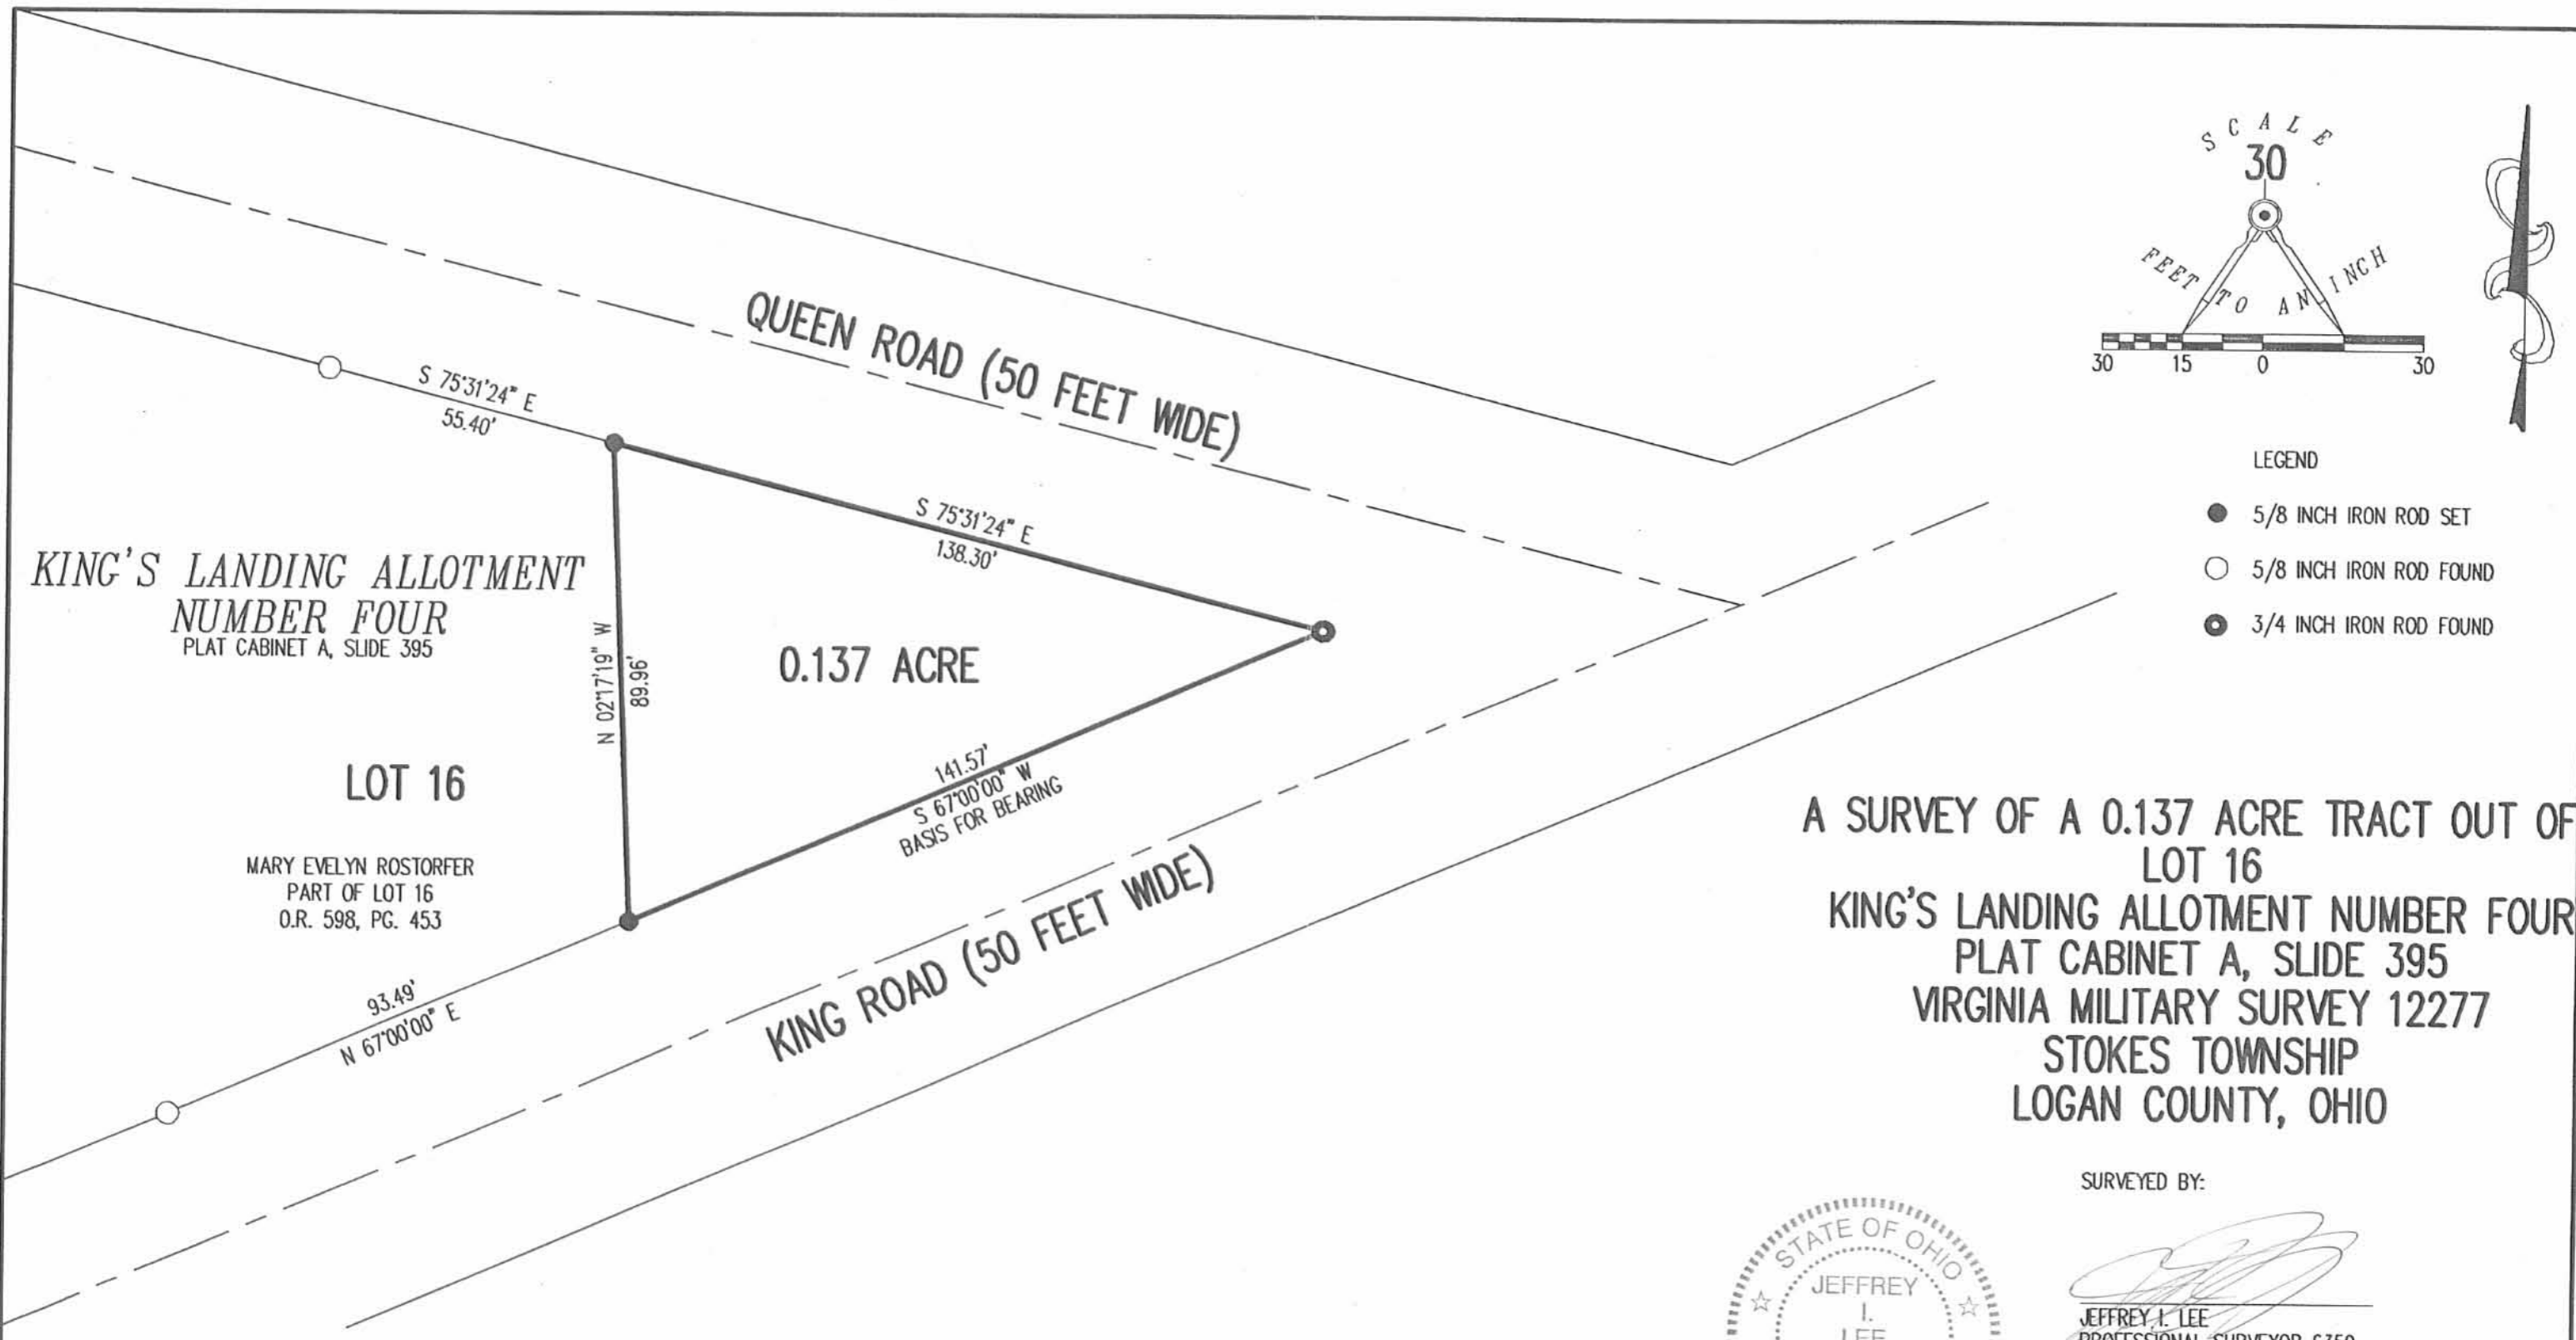 QUEEN ROAD (50 FEET WIDE)
S 75°31'24" E
55.40'
S 75°31'24" E
138.30'
KING'S LANDING ALLOTMENT
NUMBER FOUR
PLAT CABINET A, SLIDE 395
N 02°17'19" W
89.96'
0.137 ACRE
LOT 16
141.57'
S 67°00'00" W
BASIS FOR BEARING
MARY EVELYN ROSTORFER
PART OF LOT 16
O.R. 598, PG. 453
93.49'
N 67°00'00" E
KING ROAD (50 FEET WIDE)
SCALE
30
FEET TO AN INCH
30 15 0 30
LEGEND
5/8 INCH IRON ROD SET
5/8 INCH IRON ROD FOUND
3/4 INCH IRON ROD FOUND
A SURVEY OF A 0.137 ACRE TRACT OUT OF
LOT 16
KING'S LANDING ALLOTMENT NUMBER FOUR
PLAT CABINET A, SLIDE 395
VIRGINIA MILITARY SURVEY 12277
STOKES TOWNSHIP
LOGAN COUNTY, OHIO
SURVEYED BY:
STATE OF OHIO
JEFFREY
I.
LEE
JEFFREY I. LEE
PROFESSIONAL SURVEYOR